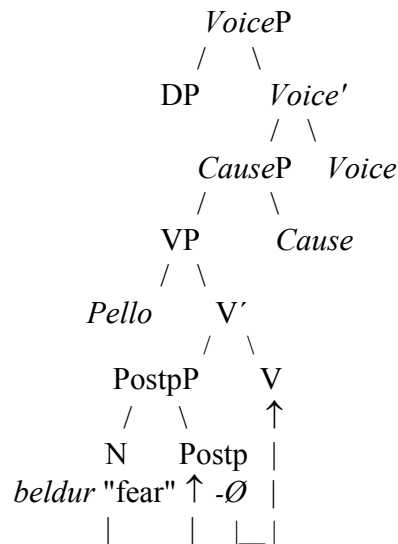 VoiceP
DP Voice'
CauseP Voice
VP Cause
Pello V´
PostpP V
N Postp
beldur "fear" -Ø